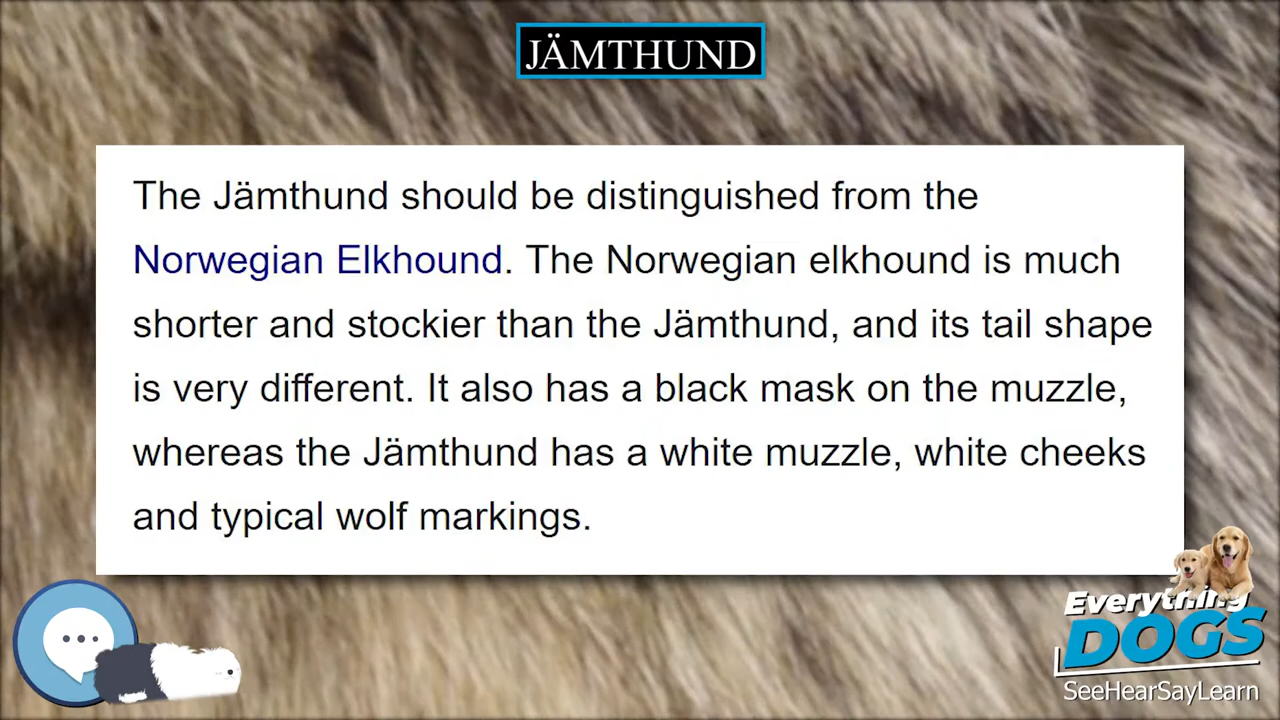 JÄMTHUND
The Jämthund should be distinguished from the
Norwegian Elkhound. The Norwegian elkhound is much
shorter and stockier than the Jämthund, and its tail shape
is very different. It also has a black mask on the muzzle,
whereas the Jämthund has a white muzzle, white cheeks
and typical wolf markings.
Everything
DOGS
SeeHearSayLearn